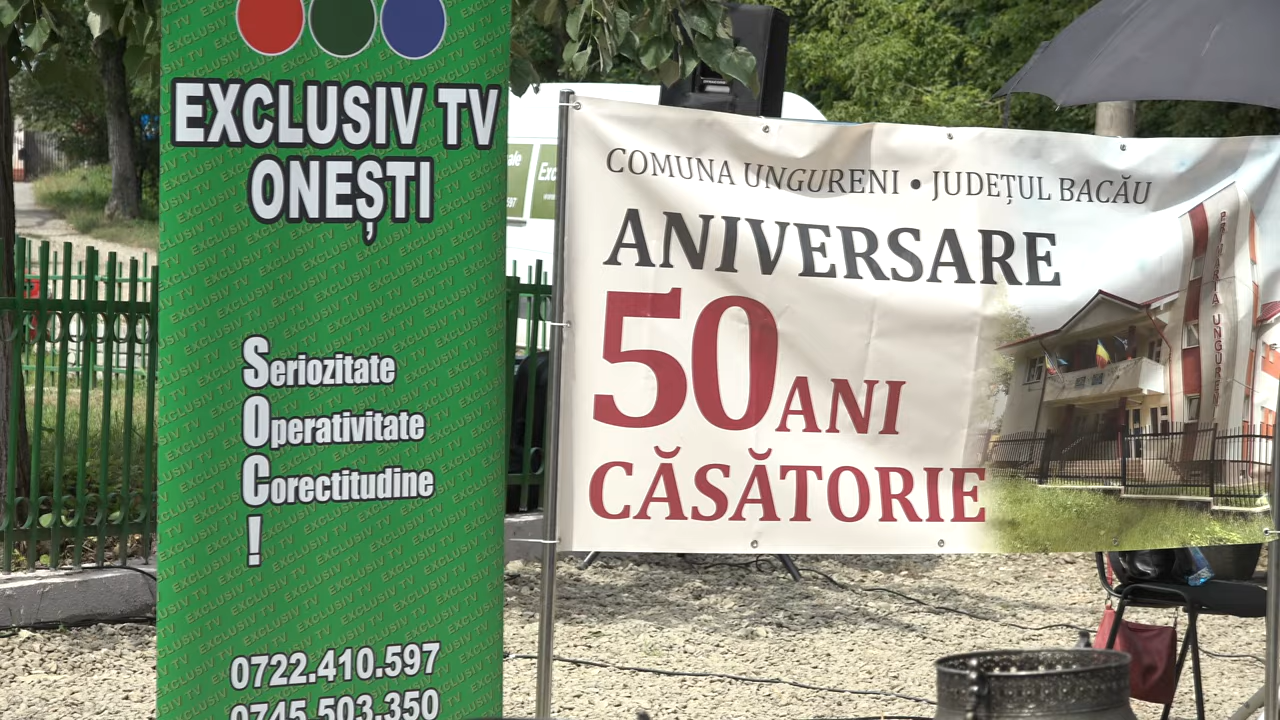 EXCLUSIV TV
ONEȘTI
Seriozitate
Operativitate
Corectitudine
!
0722.410.597
0745.503.350
COMUNA UNGURENI • JUDEȚUL BACĂU
ANIVERSARE
50 ANI
CĂSĂTORIE
PRIMĂRIA UNGURENI